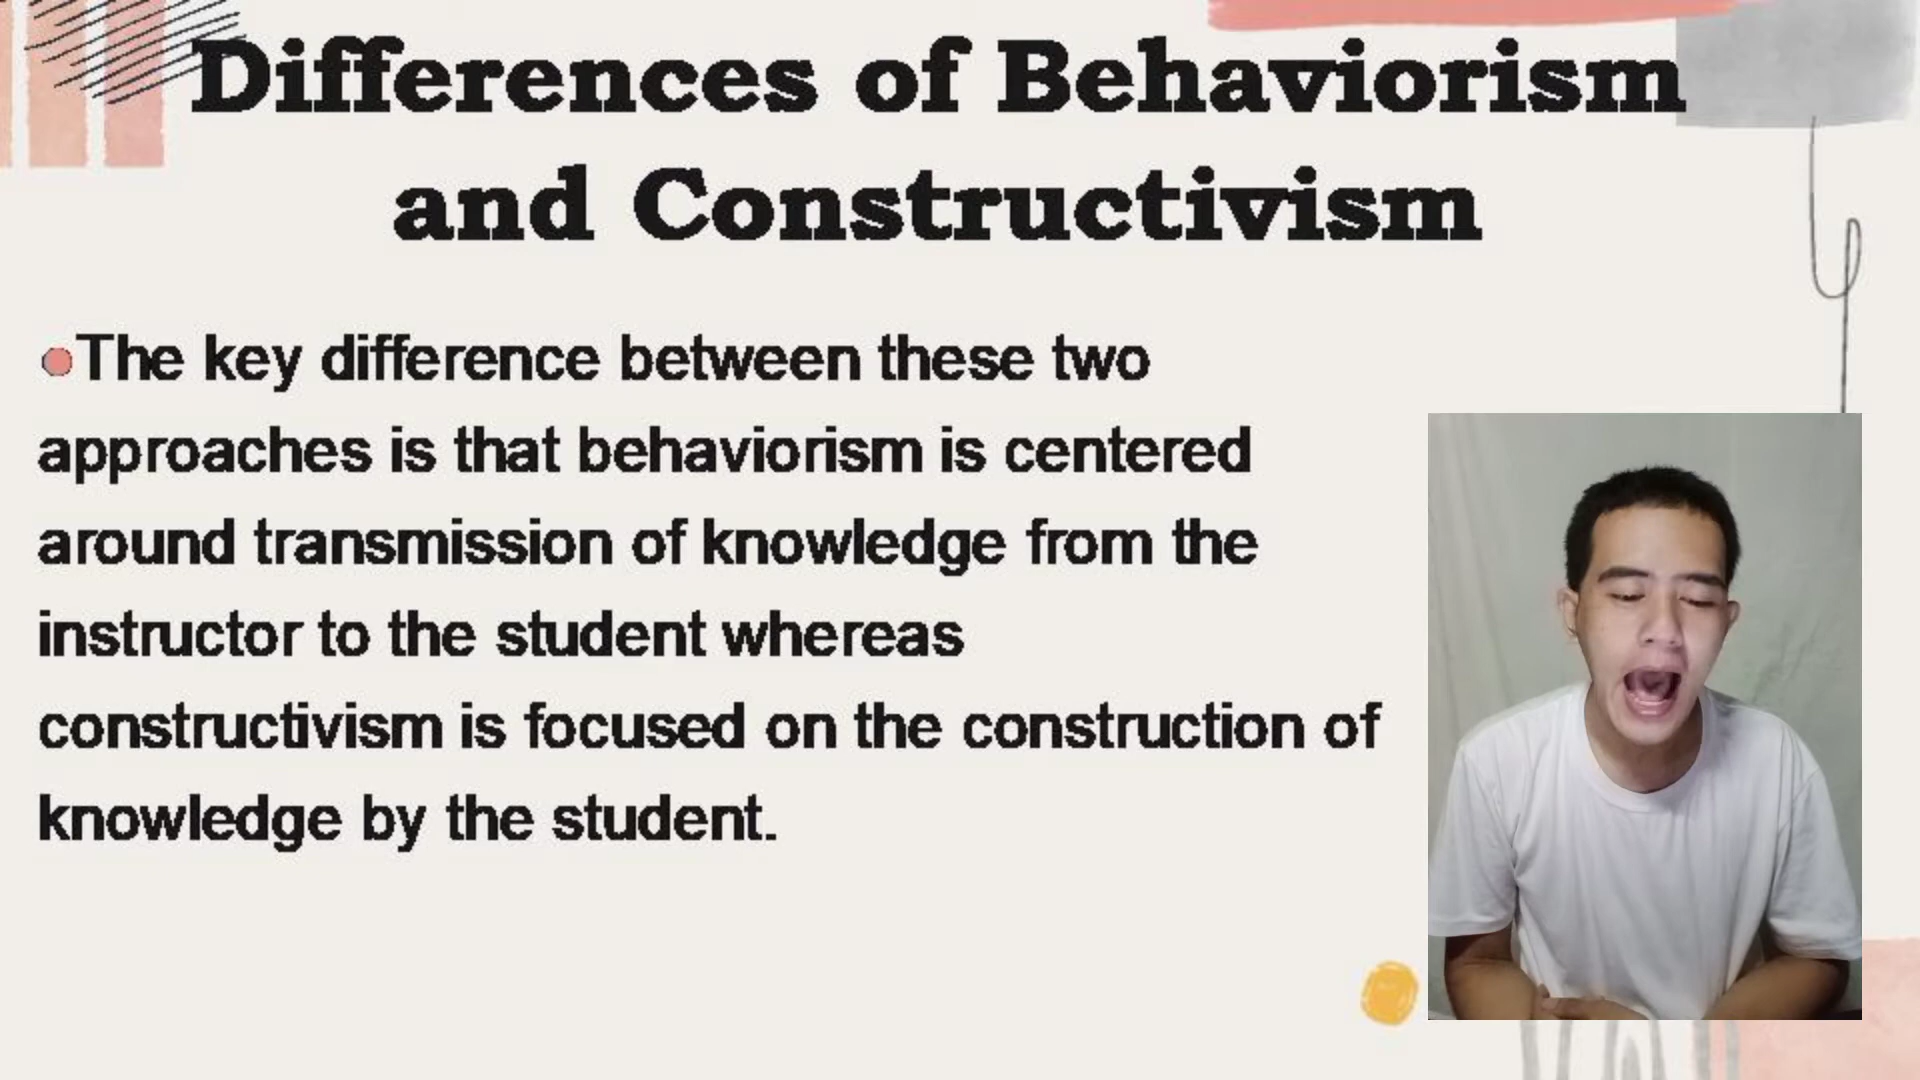 Differences of Behaviorism
and Constructivism
The key difference between these two
approaches is that behaviorism is centered
around transmission of knowledge from the
instructor to the student whereas
constructivism is focused on the construction of
knowledge by the student.